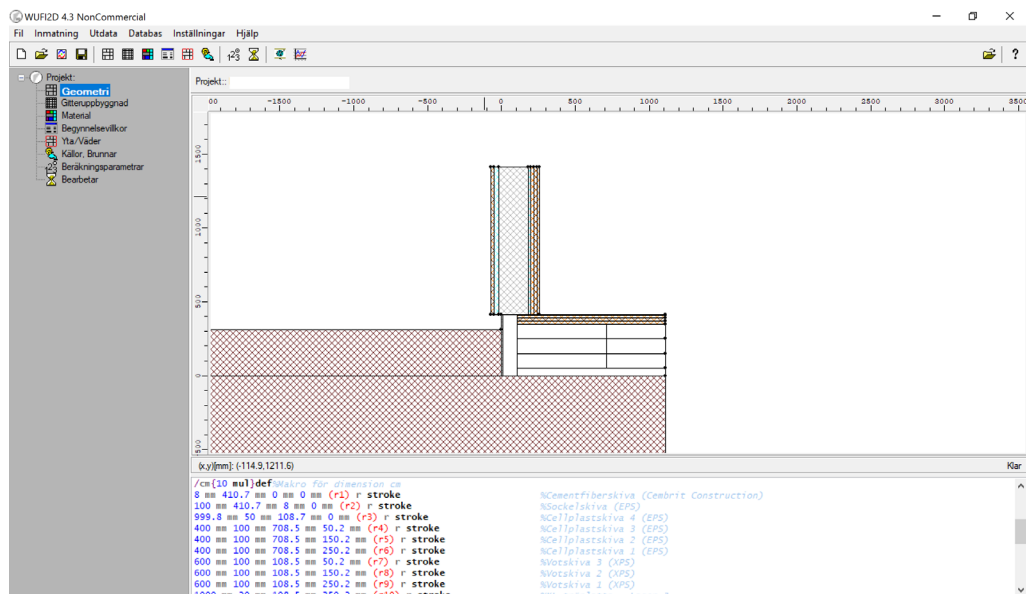 WUFI2D 4.3 NonCommercial
Fil Inmatning Utdata Databas Inställningar Hjälp
Projekt:
Geometri
Gitteruppbyggnad
Material
Begynnelsevillkor
Yta/Väder
Källor, Brunnar
Beräkningsparametrar
Bearbetar
Projekt::
00 -1500 -1000 -500 0 500 1000 1500 2000 2500 3000 3500
1500
1000
500
0
500
(x,y)[mm]: (-114.9,1211.6) Klar
/cm{10 mul}def%Makro för dimension cm
8 mm 410.7 mm 0 mm 0 mm (r1) r stroke %Cementfiberskiva (Cembrit Construction)
100 mm 410.7 mm 8 mm 0 mm (r2) r stroke %Sockelskiva (EPS)
999.8 mm 50 mm 108.7 mm 0 mm (r3) r stroke %Cellplastskiva 4 (EPS)
400 mm 100 mm 708.5 mm 50.2 mm (r4) r stroke %Cellplastskiva 3 (EPS)
400 mm 100 mm 708.5 mm 150.2 mm (r5) r stroke %Cellplastskiva 2 (EPS)
400 mm 100 mm 708.5 mm 250.2 mm (r6) r stroke %Cellplastskiva 1 (EPS)
600 mm 100 mm 108.5 mm 50.2 mm (r7) r stroke %Votskiva 3 (XPS)
600 mm 100 mm 108.5 mm 150.2 mm (r8) r stroke %Votskiva 2 (XPS)
600 mm 100 mm 108.5 mm 250.2 mm (r9) r stroke %Votskiva 1 (XPS)